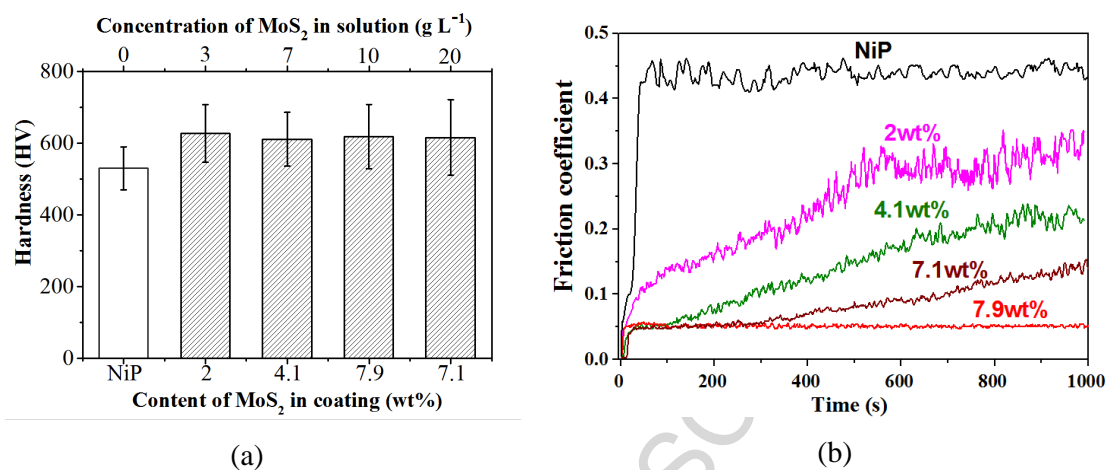 Concentration of MoS₂ in solution (g L⁻¹)
0 3 7 10 20
800
600
400
200
0
Hardness (HV)
NiP 2 4.1 7.9 7.1
Content of MoS₂ in coating (wt%)
(a)
0.5
0.4
0.3
0.2
0.1
0.0
Friction coefficient
NiP
2wt%
4.1wt%
7.1wt%
7.9wt%
0 200 400 600 800 1000
Time (s)
(b)